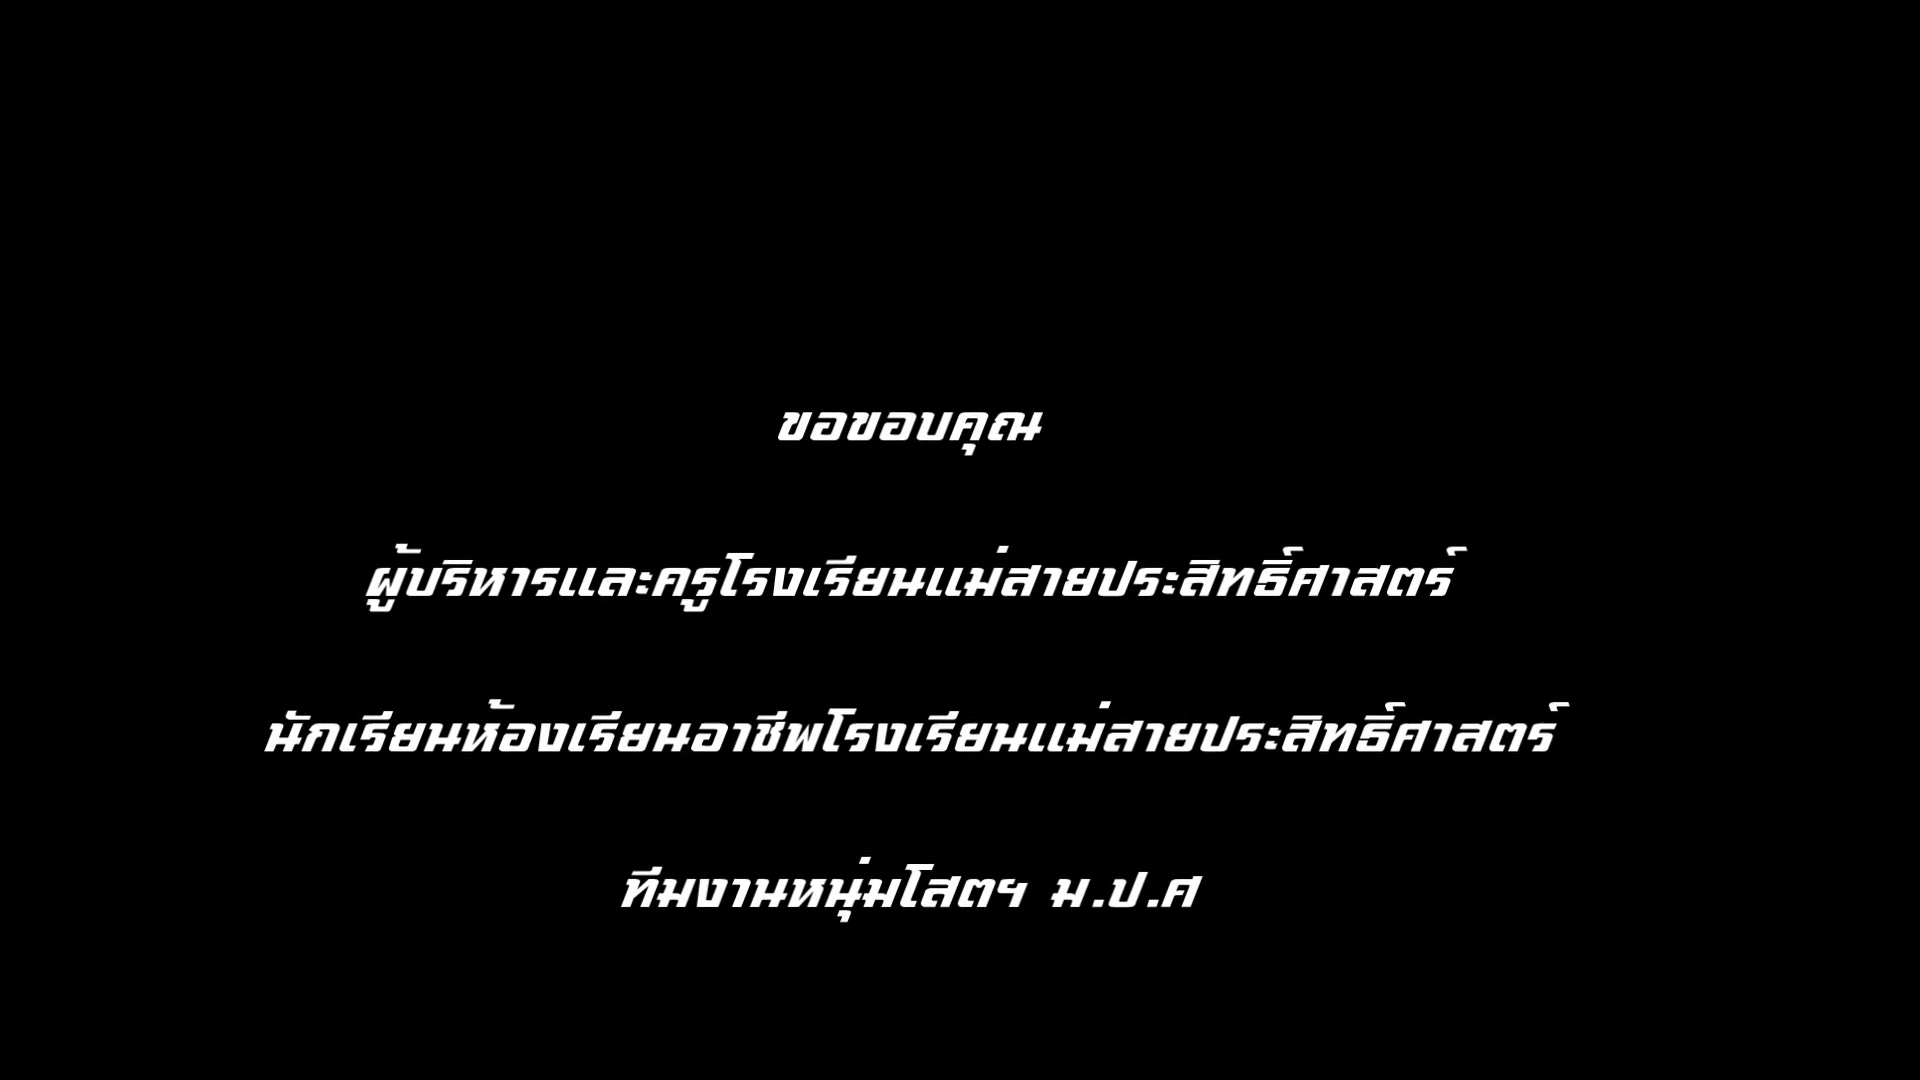 ขอขอบคุณ
ผู้บริหารและครูโรงเรียนแม่สายประสิทธิ์ศาสตร์
นักเรียนห้องเรียนอาชีพโรงเรียนแม่สายประสิทธิ์ศาสตร์
ทีมงานหนุ่มโสตฯ ม.ป.ศ